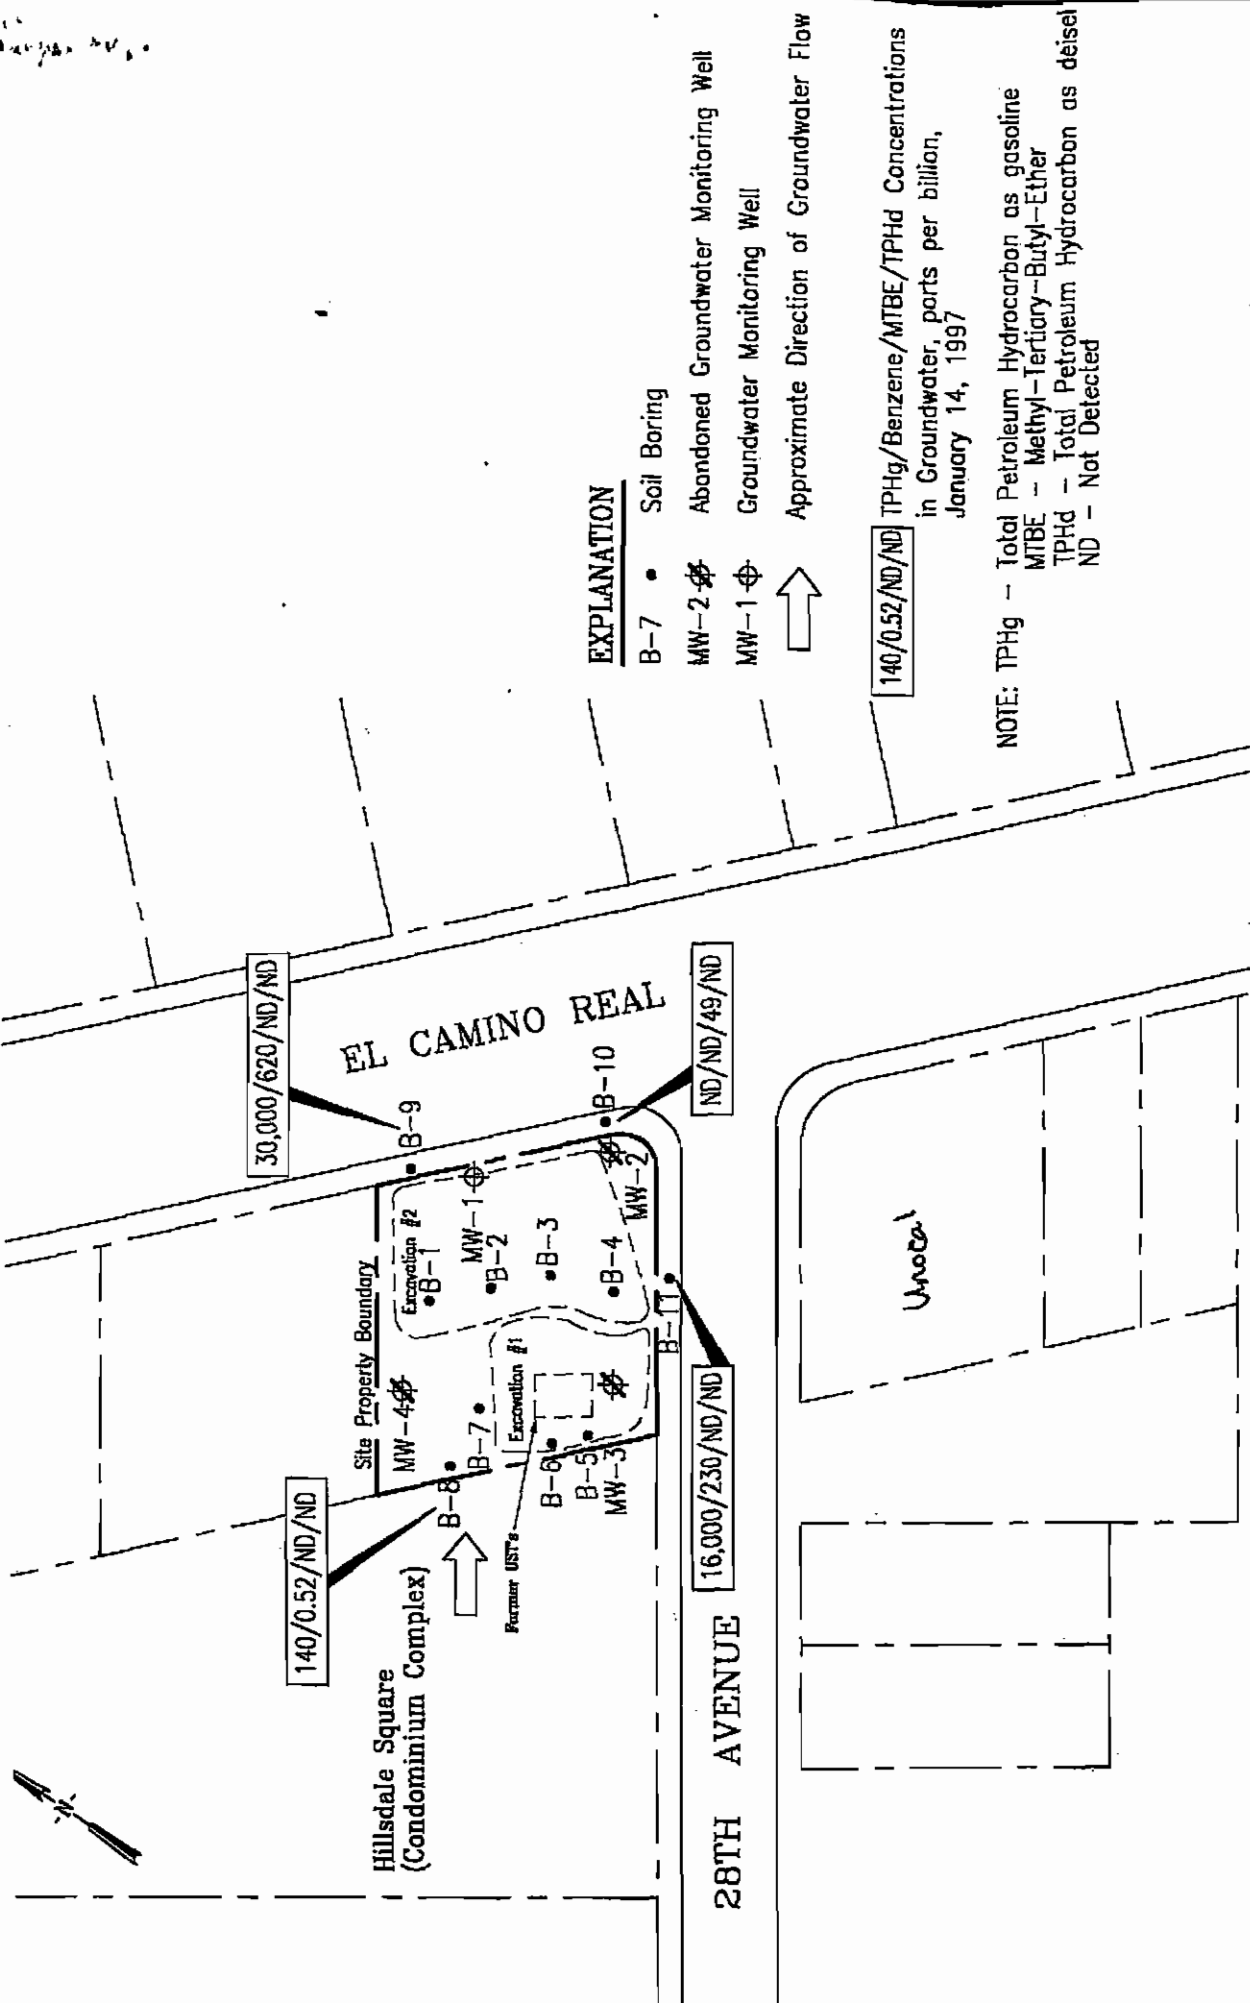 30,000/620/ND/ND
EL CAMINO REAL
B-9
B-10
ND/ND/49/ND
Site Property Boundary
Excavation #2
B-1
MW-1
B-2
B-3
B-4
MW-2
B-11
MW-4
B-7
B-8
Excavation #1
B-6
B-5
MW-3
Former UST's
140/0.52/ND/ND
16,000/230/ND/ND
Hillsdale Square
(Condominium Complex)
28TH AVENUE
Unocal
-N-
EXPLANATION
B-7 Soil Boring
MW-2 Abandoned Groundwater Monitoring Well
MW-1 Groundwater Monitoring Well
Approximate Direction of Groundwater Flow
140/0.52/ND/ND TPHg/Benzene/MTBE/TPHd Concentrations
in Groundwater, parts per billion,
January 14, 1997
NOTE: TPHg - Total Petroleum Hydrocarbon as gasoline
MTBE - Methyl-Tertiary-Butyl-Ether
TPHd - Total Petroleum Hydrocarbon as deisel
ND - Not Detected